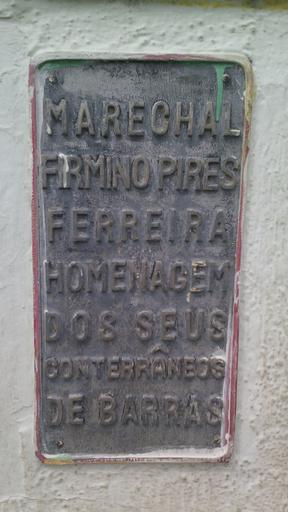 MARECHAL
FIRMINO PIRES
FERREIRA
HOMENAGEM
DOS SEUS
CONTERRÂNEOS
DE BARRAS